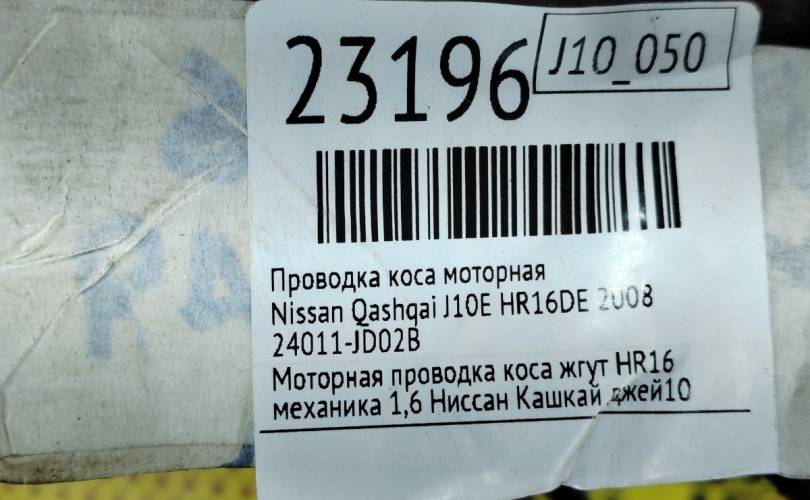 23196
J10_050
Проводка коса моторная
Nissan Qashqai J10E HR16DE 2008
24011-JD02B
Моторная проводка коса жгут HR16
механика 1,6 Ниссан Кашкай джей10